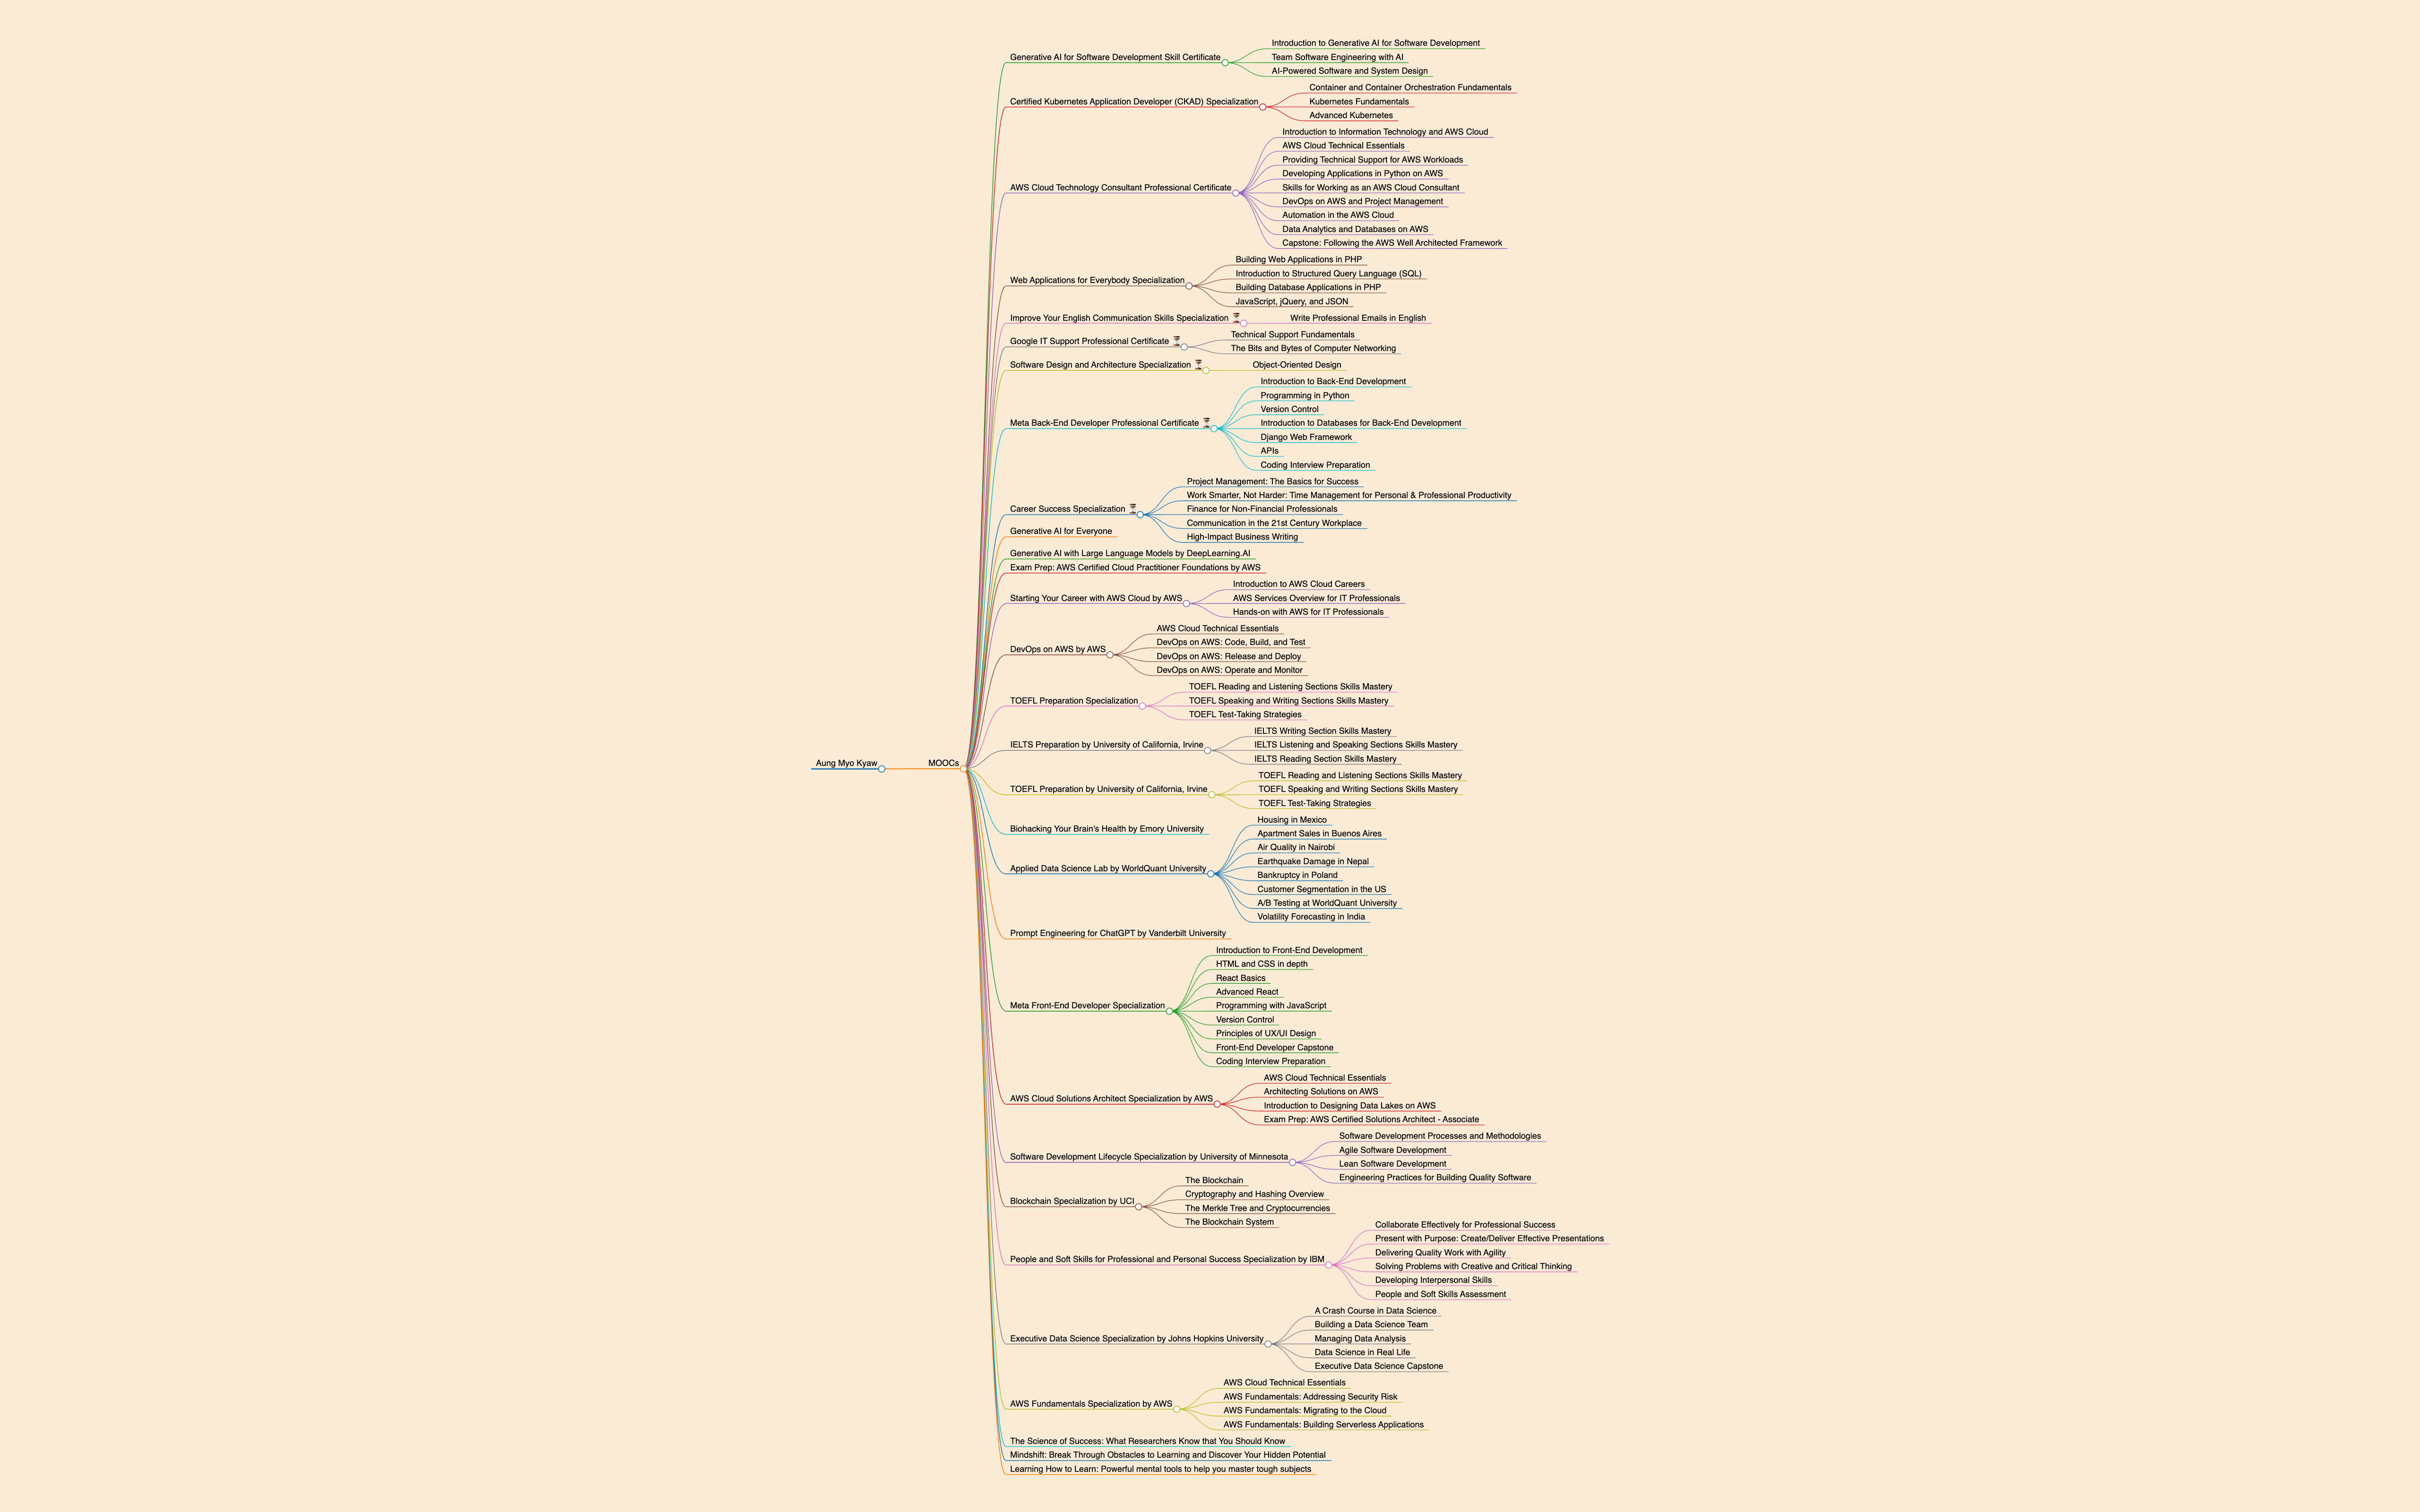 Aung Myo Kyaw
MOOCs
Generative AI for Software Development Skill Certificate
Introduction to Generative AI for Software Development
Team Software Engineering with AI
AI-Powered Software and System Design
Certified Kubernetes Application Developer (CKAD) Specialization
Container and Container Orchestration Fundamentals
Kubernetes Fundamentals
Advanced Kubernetes
AWS Cloud Technology Consultant Professional Certificate
Introduction to Information Technology and AWS Cloud
AWS Cloud Technical Essentials
Providing Technical Support for AWS Workloads
Developing Applications in Python on AWS
Skills for Working as an AWS Cloud Consultant
DevOps on AWS and Project Management
Automation in the AWS Cloud
Data Analytics and Databases on AWS
Capstone: Following the AWS Well Architected Framework
Web Applications for Everybody Specialization
Building Web Applications in PHP
Introduction to Structured Query Language (SQL)
Building Database Applications in PHP
JavaScript, jQuery, and JSON
Improve Your English Communication Skills Specialization ⏳
Write Professional Emails in English
Google IT Support Professional Certificate ⏳
Technical Support Fundamentals
The Bits and Bytes of Computer Networking
Software Design and Architecture Specialization ⏳
Object-Oriented Design
Meta Back-End Developer Professional Certificate ⏳
Introduction to Back-End Development
Programming in Python
Version Control
Introduction to Databases for Back-End Development
Django Web Framework
APIs
Coding Interview Preparation
Career Success Specialization ⏳
Project Management: The Basics for Success
Work Smarter, Not Harder: Time Management for Personal & Professional Productivity
Finance for Non-Financial Professionals
Communication in the 21st Century Workplace
High-Impact Business Writing
Generative AI for Everyone
Generative AI with Large Language Models by DeepLearning.AI
Exam Prep: AWS Certified Cloud Practitioner Foundations by AWS
Starting Your Career with AWS Cloud by AWS
Introduction to AWS Cloud Careers
AWS Services Overview for IT Professionals
Hands-on with AWS for IT Professionals
DevOps on AWS by AWS
AWS Cloud Technical Essentials
DevOps on AWS: Code, Build, and Test
DevOps on AWS: Release and Deploy
DevOps on AWS: Operate and Monitor
TOEFL Preparation Specialization
TOEFL Reading and Listening Sections Skills Mastery
TOEFL Speaking and Writing Sections Skills Mastery
TOEFL Test-Taking Strategies
IELTS Preparation by University of California, Irvine
IELTS Writing Section Skills Mastery
IELTS Listening and Speaking Sections Skills Mastery
IELTS Reading Section Skills Mastery
TOEFL Preparation by University of California, Irvine
TOEFL Reading and Listening Sections Skills Mastery
TOEFL Speaking and Writing Sections Skills Mastery
TOEFL Test-Taking Strategies
Biohacking Your Brain's Health by Emory University
Applied Data Science Lab by WorldQuant University
Housing in Mexico
Apartment Sales in Buenos Aires
Air Quality in Nairobi
Earthquake Damage in Nepal
Bankruptcy in Poland
Customer Segmentation in the US
A/B Testing at WorldQuant University
Volatility Forecasting in India
Prompt Engineering for ChatGPT by Vanderbilt University
Meta Front-End Developer Specialization
Introduction to Front-End Development
HTML and CSS in depth
React Basics
Advanced React
Programming with JavaScript
Version Control
Principles of UX/UI Design
Front-End Developer Capstone
Coding Interview Preparation
AWS Cloud Solutions Architect Specialization by AWS
AWS Cloud Technical Essentials
Architecting Solutions on AWS
Introduction to Designing Data Lakes on AWS
Exam Prep: AWS Certified Solutions Architect - Associate
Software Development Lifecycle Specialization by University of Minnesota
Software Development Processes and Methodologies
Agile Software Development
Lean Software Development
Engineering Practices for Building Quality Software
Blockchain Specialization by UCI
The Blockchain
Cryptography and Hashing Overview
The Merkle Tree and Cryptocurrencies
The Blockchain System
People and Soft Skills for Professional and Personal Success Specialization by IBM
Collaborate Effectively for Professional Success
Present with Purpose: Create/Deliver Effective Presentations
Delivering Quality Work with Agility
Solving Problems with Creative and Critical Thinking
Developing Interpersonal Skills
People and Soft Skills Assessment
Executive Data Science Specialization by Johns Hopkins University
A Crash Course in Data Science
Building a Data Science Team
Managing Data Analysis
Data Science in Real Life
Executive Data Science Capstone
AWS Fundamentals Specialization by AWS
AWS Cloud Technical Essentials
AWS Fundamentals: Addressing Security Risk
AWS Fundamentals: Migrating to the Cloud
AWS Fundamentals: Building Serverless Applications
The Science of Success: What Researchers Know that You Should Know
Mindshift: Break Through Obstacles to Learning and Discover Your Hidden Potential
Learning How to Learn: Powerful mental tools to help you master tough subjects